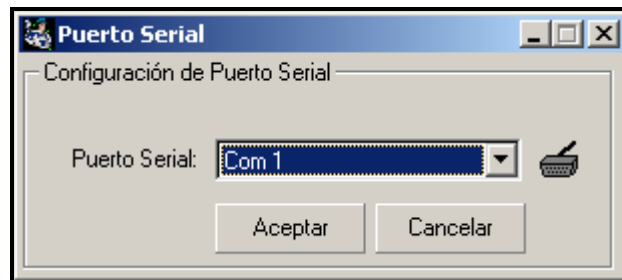 Puerto Serial
Configuración de Puerto Serial
Puerto Serial: Com 1
Aceptar Cancelar